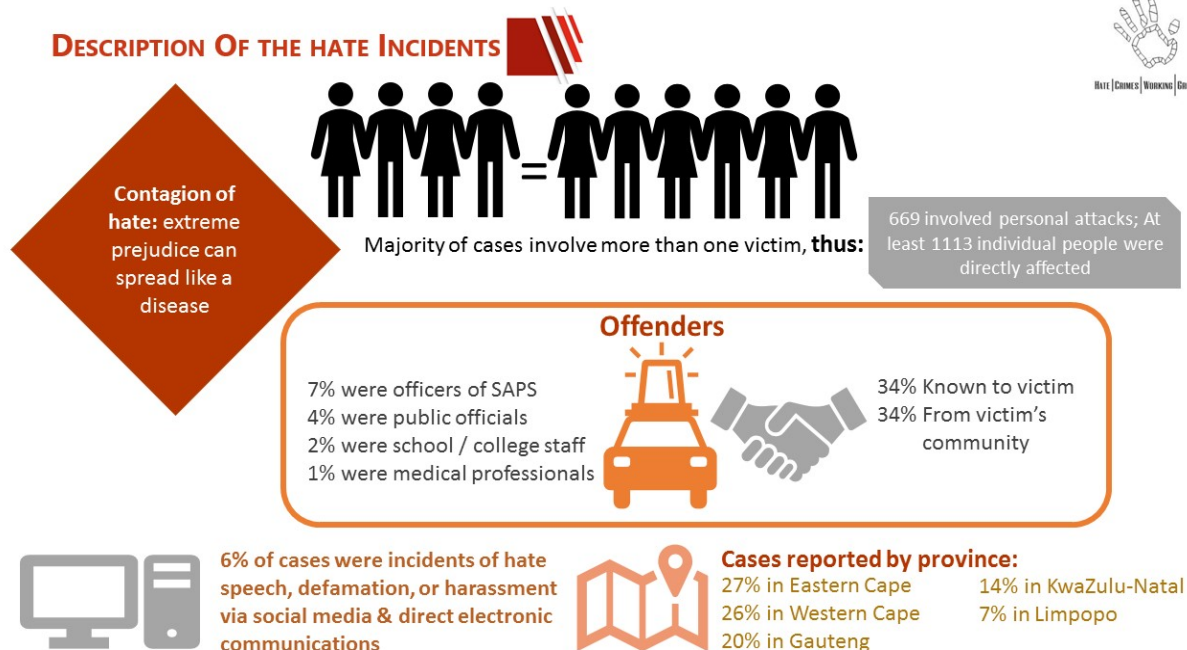 DESCRIPTION OF THE HATE INCIDENTS
HATE CRIMES WORKING
Contagion of
hate: extreme
prejudice can
spread like a
disease
=
Majority of cases involve more than one victim, thus:
669 involved personal attacks; At
least 1113 individual people were
directly affected
Offenders
7% were officers of SAPS
4% were public officials
2% were school / college staff
1% were medical professionals
34% Known to victim
34% From victim's
community
6% of cases were incidents of hate
speech, defamation, or harassment
via social media & direct electronic
communications
Cases reported by province:
27% in Eastern Cape
26% in Western Cape
20% in Gauteng
14% in KwaZulu-Natal
7% in Limpopo